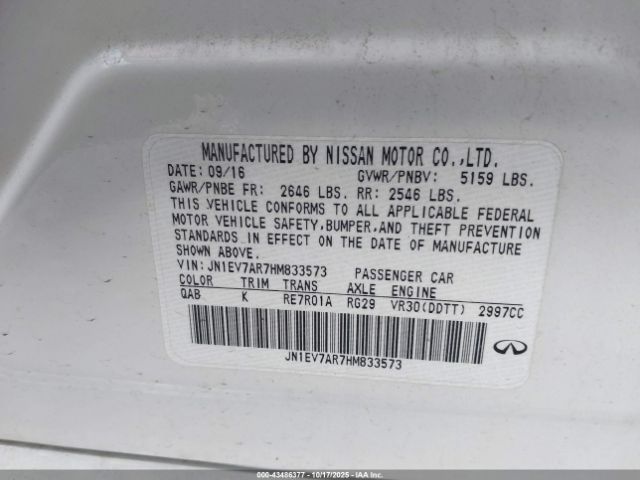 MANUFACTURED BY NISSAN MOTOR CO.,LTD.
DATE: 09/16 GVWR/PNBV: 5159 LBS.
GAWR/PNBE FR: 2646 LBS. RR: 2546 LBS.
THIS VEHICLE CONFORMS TO ALL APPLICABLE FEDERAL
MOTOR VEHICLE SAFETY,BUMPER,AND THEFT PREVENTION
STANDARDS IN EFFECT ON THE DATE OF MANUFACTURE
SHOWN ABOVE.
VIN: JN1EV7AR7HM833573 PASSENGER CAR
COLOR TRIM TRANS AXLE ENGINE
QAB K RE7R01A RG29 VR30(DDTT) 2997CC
JN1EV7AR7HM833573
000-43486377 - 10/17/2025 - © IAA Holdings, LLC